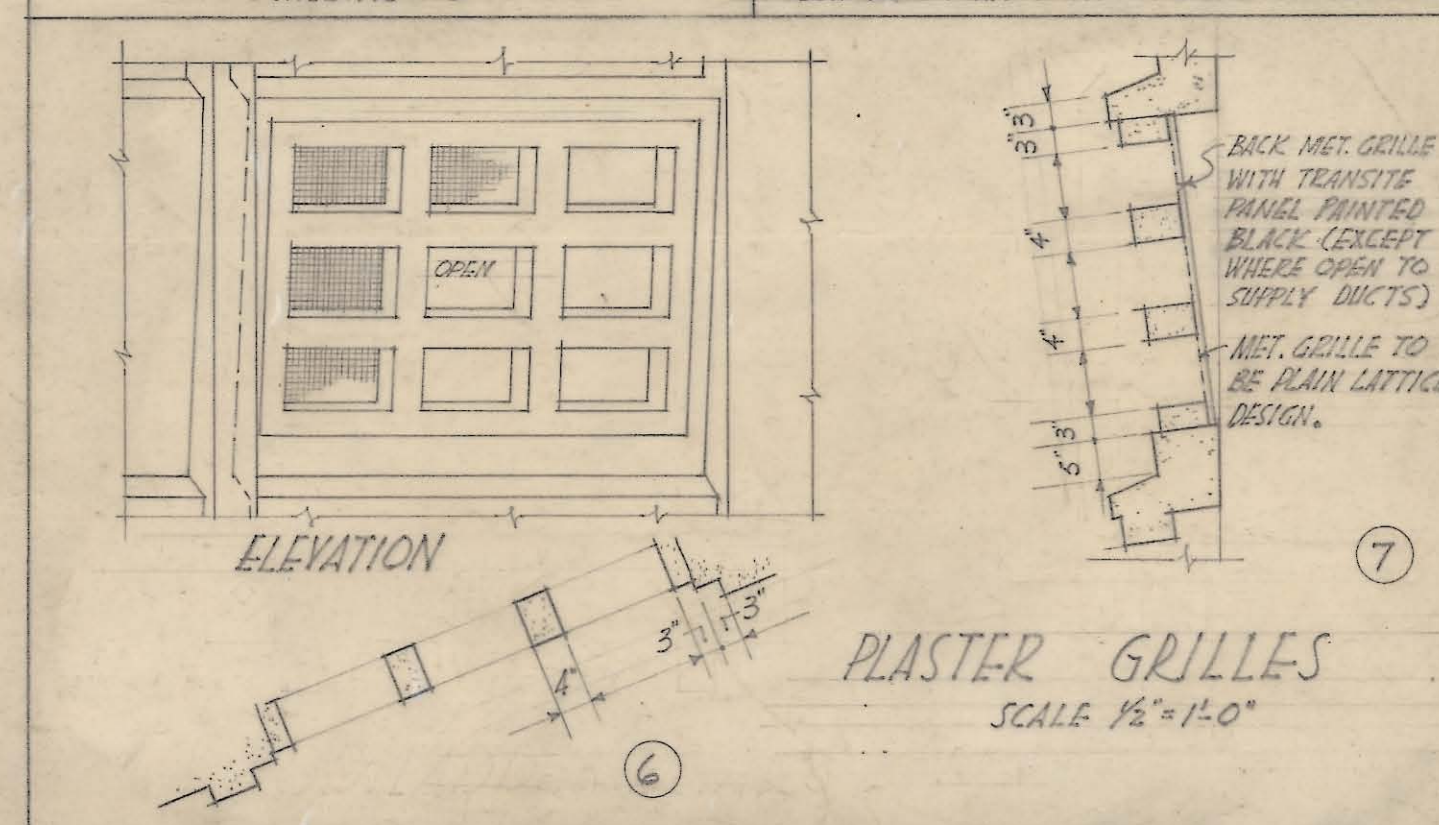 OPEN
ELEVATION
3" 3"
4"
4"
3"
5"
BACK MET. GRILLE
WITH TRANSITE
PANEL PAINTED
BLACK (EXCEPT
WHERE OPEN TO
SUPPLY DUCTS)
MET. GRILLE TO
BE PLAIN LATTICE
DESIGN.
7
3"
3"
4"
6
PLASTER GRILLES
SCALE 1/2" = 1'-0"